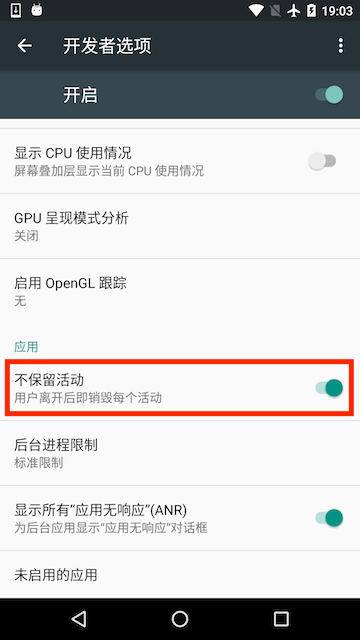 19:03
开发者选项
开启
显示 CPU 使用情况
屏幕叠加层显示当前 CPU 使用情况
GPU 呈现模式分析
关闭
启用 OpenGL 跟踪
无
应用
不保留活动
用户离开后即销毁每个活动
后台进程限制
标准限制
显示所有“应用无响应”(ANR)
为后台应用显示“应用无响应”对话框
未启用的应用